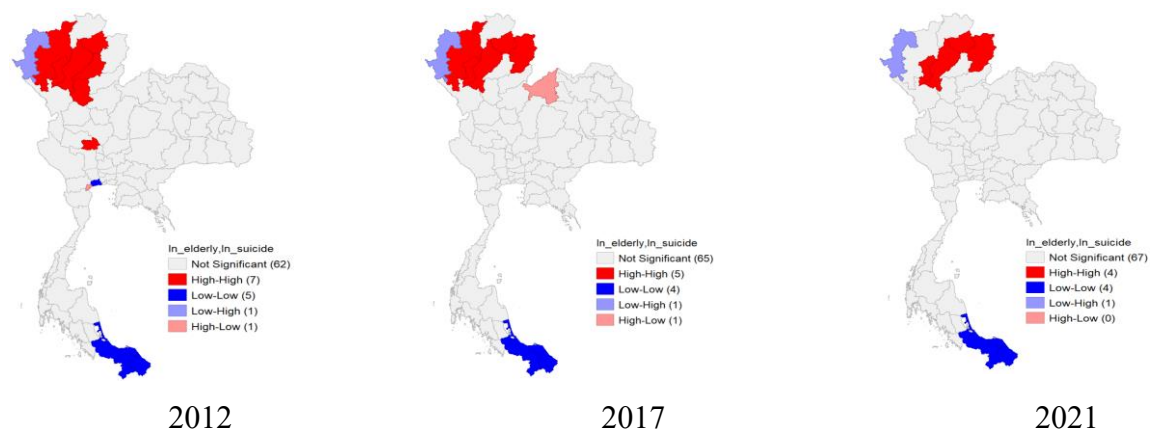 ln_elderly,ln_suicide
Not Significant (62)
High-High (7)
Low-Low (5)
Low-High (1)
High-Low (1)
ln_elderly,ln_suicide
Not Significant (65)
High-High (5)
Low-Low (4)
Low-High (1)
High-Low (1)
ln_elderly,ln_suicide
Not Significant (67)
High-High (4)
Low-Low (4)
Low-High (1)
High-Low (0)
2012
2017
2021